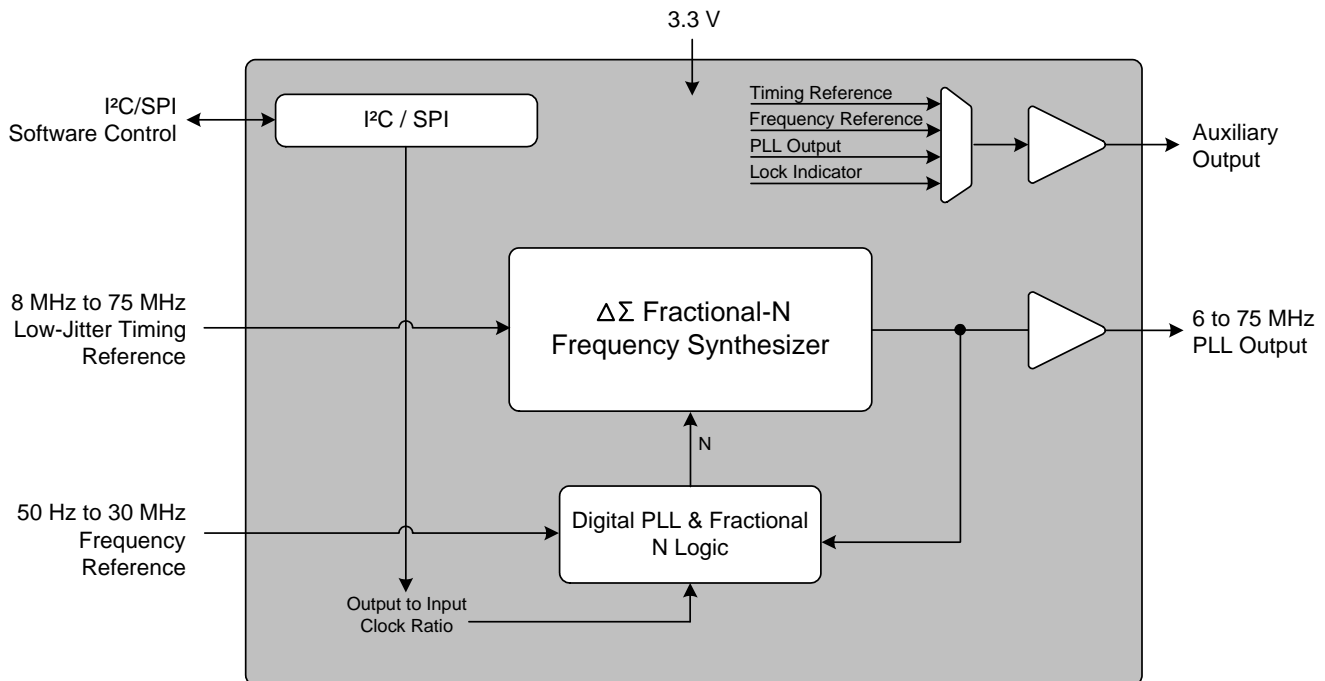 3.3 V
I²C/SPI
Software Control
I²C / SPI
Timing Reference
Frequency Reference
PLL Output
Lock Indicator
Auxiliary
Output
8 MHz to 75 MHz
Low-Jitter Timing
Reference
ΔΣ Fractional-N
Frequency Synthesizer
6 to 75 MHz
PLL Output
N
50 Hz to 30 MHz
Frequency
Reference
Digital PLL & Fractional
N Logic
Output to Input
Clock Ratio